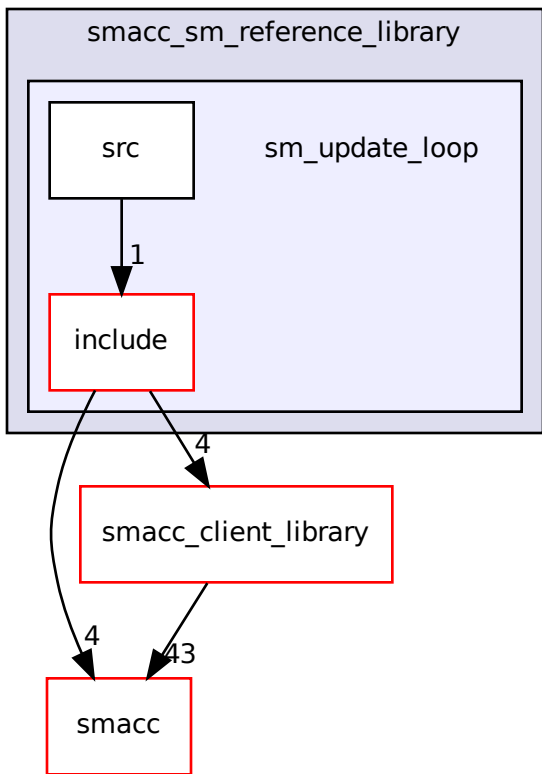 smacc_sm_reference_library
src
sm_update_loop
1
include
4
smacc_client_library
4
43
smacc